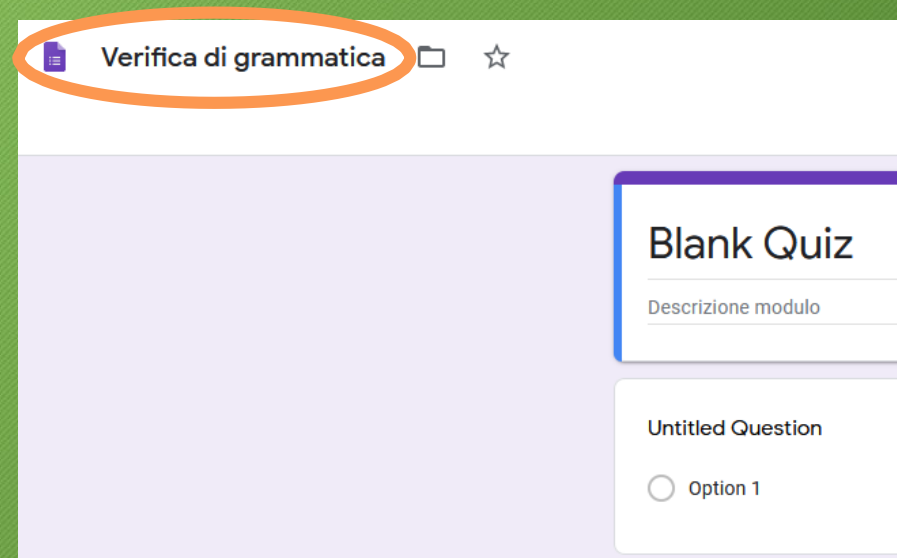 Verifica di grammatica
Blank Quiz
Descrizione modulo
Untitled Question
Option 1